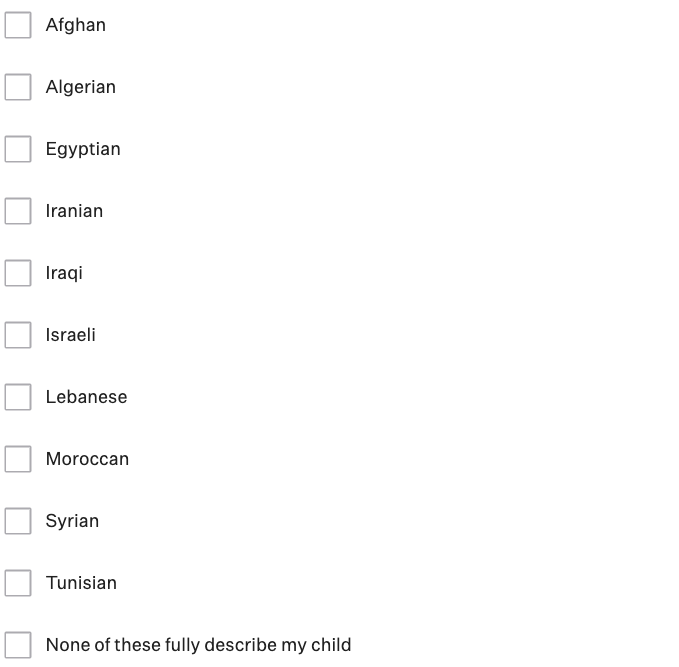 Afghan
Algerian
Egyptian
Iranian
Iraqi
Israeli
Lebanese
Moroccan
Syrian
Tunisian
None of these fully describe my child